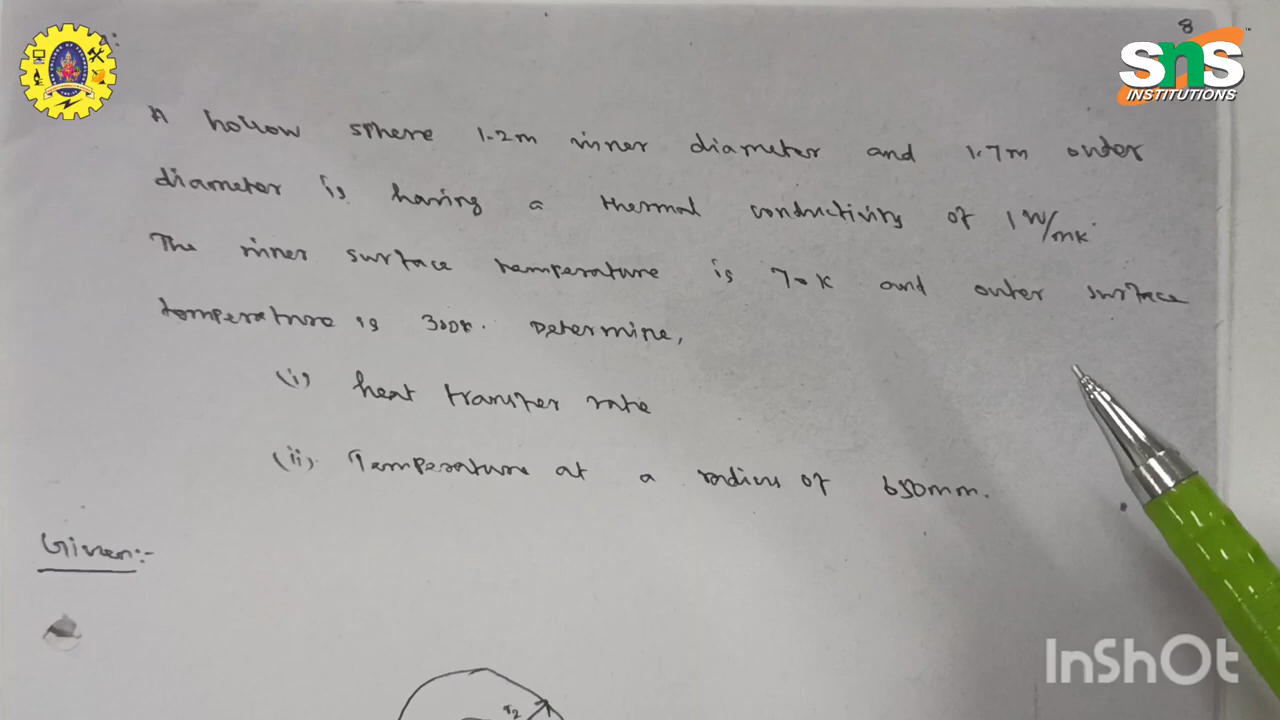 8
SNS
INSTITUTIONS
A hollow sphere 1.2m inner diameter and 1.7m outer
diameter is having a thermal conductivity of 1 W/mK.
The inner surface temperature is 70K and outer surface
temperature is 300K. Determine,
(i) heat transfer rate
(ii) Temperature at a radius of 650mm.
Given:-
r2
InShOt